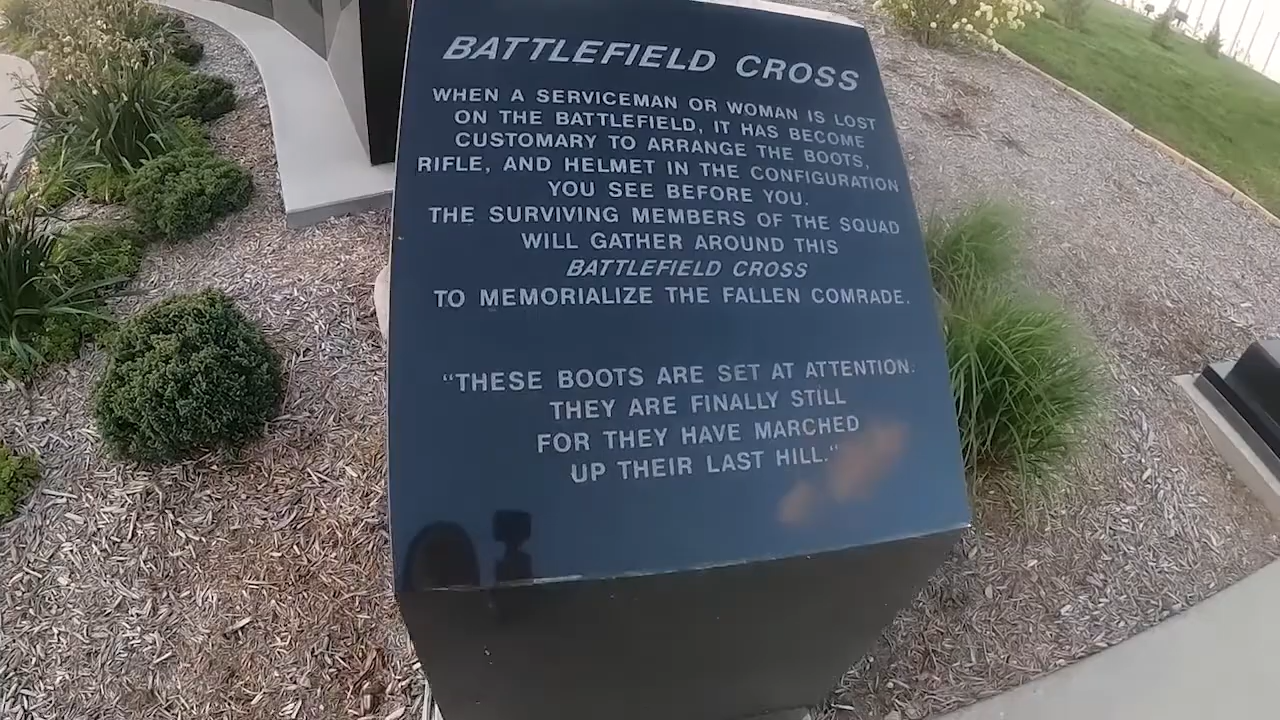 BATTLEFIELD CROSS
WHEN A SERVICEMAN OR WOMAN IS LOST
ON THE BATTLEFIELD, IT HAS BECOME
CUSTOMARY TO ARRANGE THE BOOTS,
RIFLE, AND HELMET IN THE CONFIGURATION
YOU SEE BEFORE YOU.
THE SURVIVING MEMBERS OF THE SQUAD
WILL GATHER AROUND THIS
BATTLEFIELD CROSS
TO MEMORIALIZE THE FALLEN COMRADE.
“THESE BOOTS ARE SET AT ATTENTION.
THEY ARE FINALLY STILL
FOR THEY HAVE MARCHED
UP THEIR LAST HILL.“